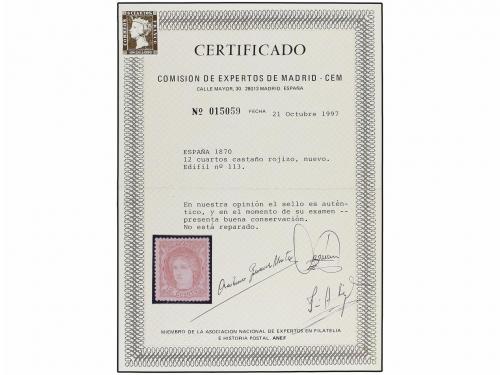 CERTIFICADO
COMISION DE EXPERTOS DE MADRID - CEM
CALLE MAYOR, 30. 28013 MADRID. ESPAÑA
Nº 015059 FECHA 21 Octubre 1997
ESPAÑA 1870
12 cuartos castaño rojizo, nuevo.
Edifil nº 113.
En nuestra opinión el sello es autén-
tico, y en el momento de su examen --
presenta buena conservación.
No está reparado.
MIEMBRO DE LA ASOCIACION NACIONAL DE EXPERTOS EN FILATELIA
E HISTORIA POSTAL. ANEF